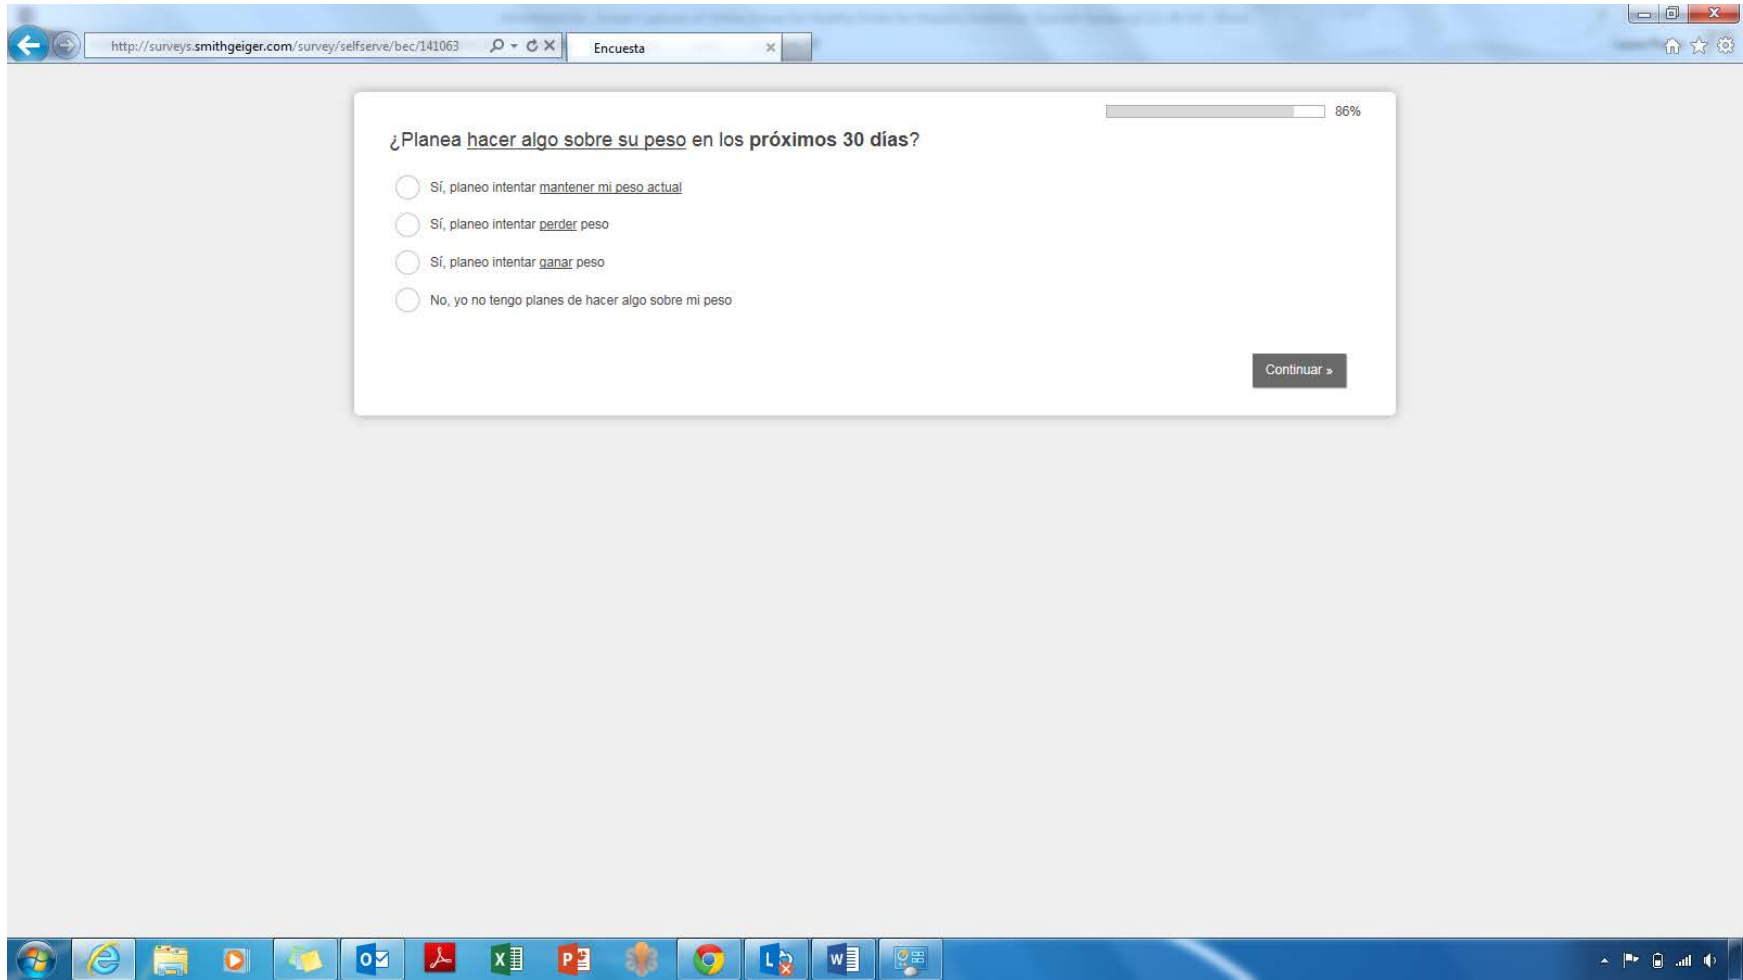 http://surveys.smithgeiger.com/survey/selfserve/bec/141063
Encuesta
86%
¿Planea hacer algo sobre su peso en los próximos 30 días?
Sí, planeo intentar mantener mi peso actual
Sí, planeo intentar perder peso
Sí, planeo intentar ganar peso
No, yo no tengo planes de hacer algo sobre mi peso
Continuar »